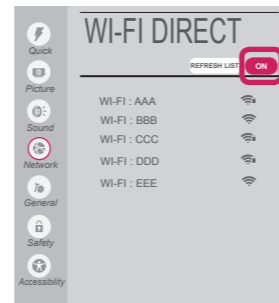 WI-FI DIRECT
REFRESH LIST
ON
Quick
Picture
Sound
Network
General
Safety
Accessibility
WI-FI : AAA
WI-FI : BBB
WI-FI : CCC
WI-FI : DDD
WI-FI : EEE